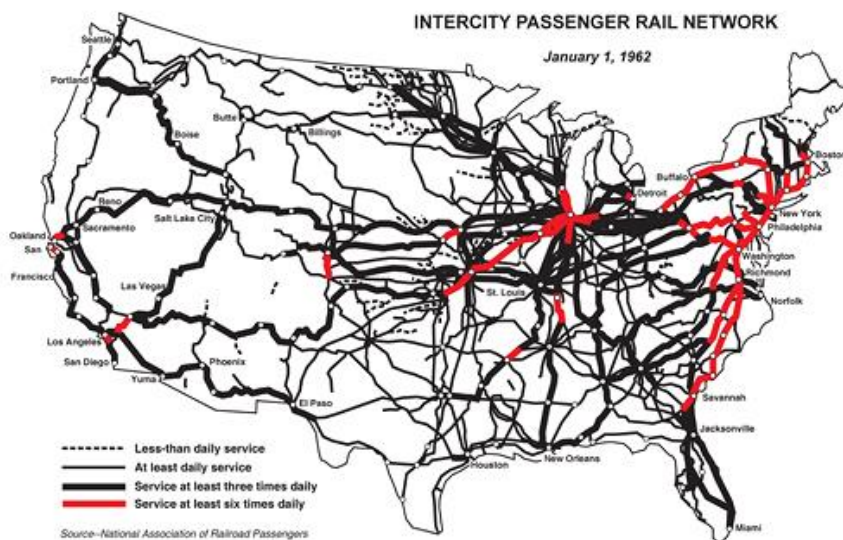 INTERCITY PASSENGER RAIL NETWORK
January 1, 1962
Seattle
Portland
Butte
Billings
Boise
Boston
Buffalo
Detroit
New York
Philadelphia
Reno
Salt Lake City
Oakland
Sacramento
San
Francisco
Washington
Richmond
Norfolk
Las Vegas
St. Louis
Los Angeles
San Diego
Phoenix
Yuma
El Paso
Savannah
Jacksonville
Houston
New Orleans
Miami
Less-than daily service
At least daily service
Service at least three times daily
Service at least six times daily
Source--National Association of Railroad Passengers